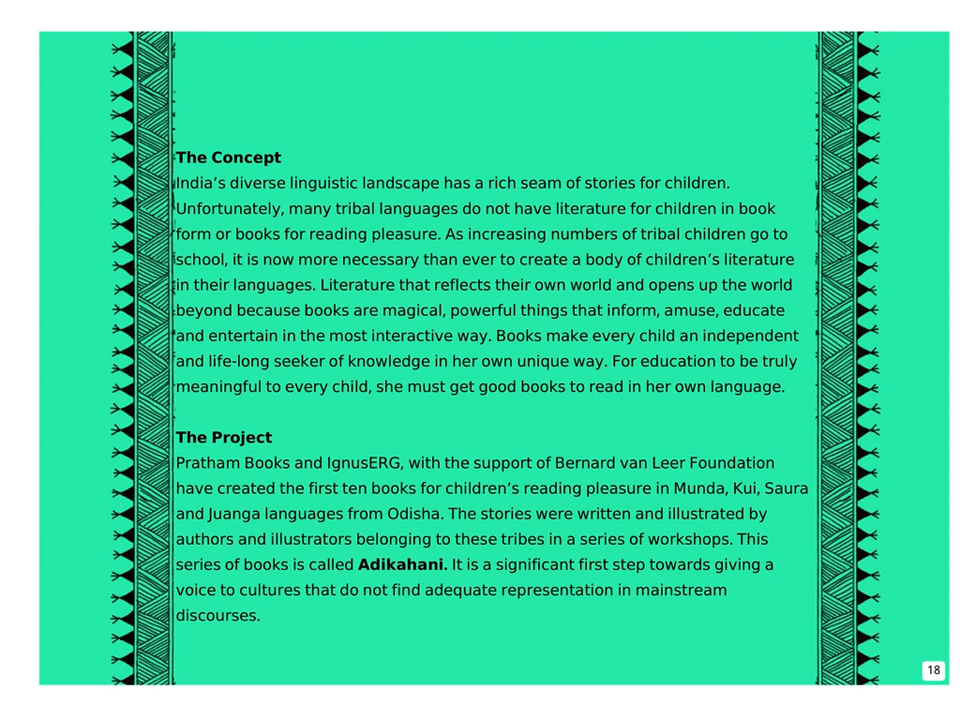 The Concept
India’s diverse linguistic landscape has a rich seam of stories for children.
Unfortunately, many tribal languages do not have literature for children in book
form or books for reading pleasure. As increasing numbers of tribal children go to
school, it is now more necessary than ever to create a body of children’s literature
in their languages. Literature that reflects their own world and opens up the world
beyond because books are magical, powerful things that inform, amuse, educate
and entertain in the most interactive way. Books make every child an independent
and life-long seeker of knowledge in her own unique way. For education to be truly
meaningful to every child, she must get good books to read in her own language.
The Project
Pratham Books and IgnusERG, with the support of Bernard van Leer Foundation
have created the first ten books for children’s reading pleasure in Munda, Kui, Saura
and Juanga languages from Odisha. The stories were written and illustrated by
authors and illustrators belonging to these tribes in a series of workshops. This
series of books is called Adikahani. It is a significant first step towards giving a
voice to cultures that do not find adequate representation in mainstream
discourses.
18